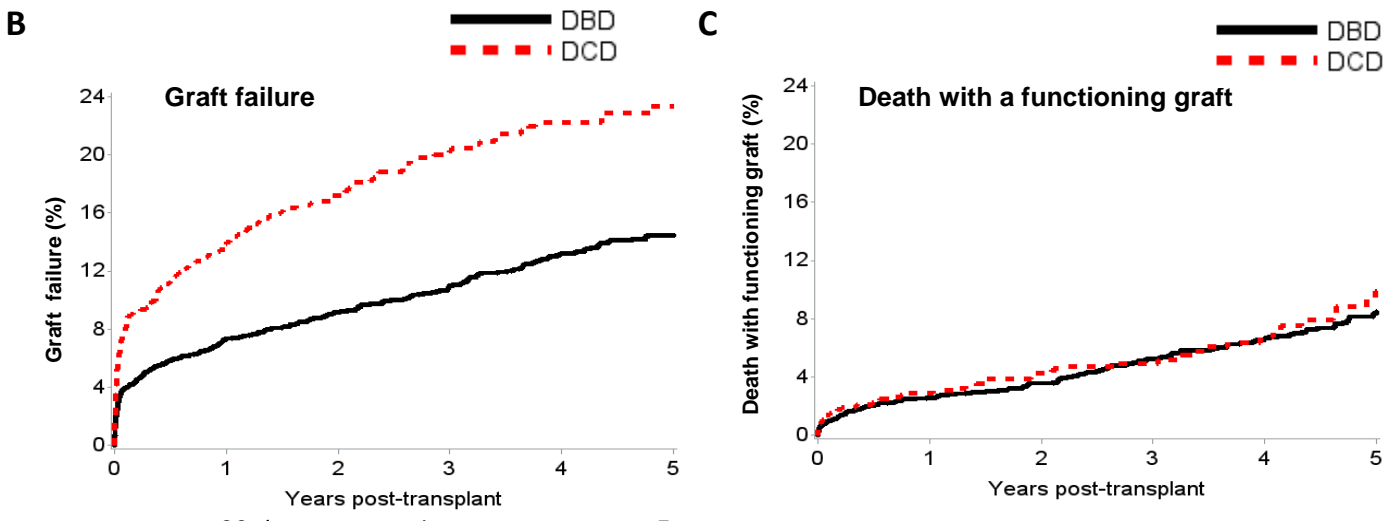 B
DBD
DCD
Graft failure
Graft failure (%)
24
20
16
12
8
4
0
0 1 2 3 4 5
Years post-transplant
C
DBD
DCD
Death with a functioning graft
Death with functioning graft (%)
24
20
16
12
8
4
0
0 1 2 3 4 5
Years post-transplant